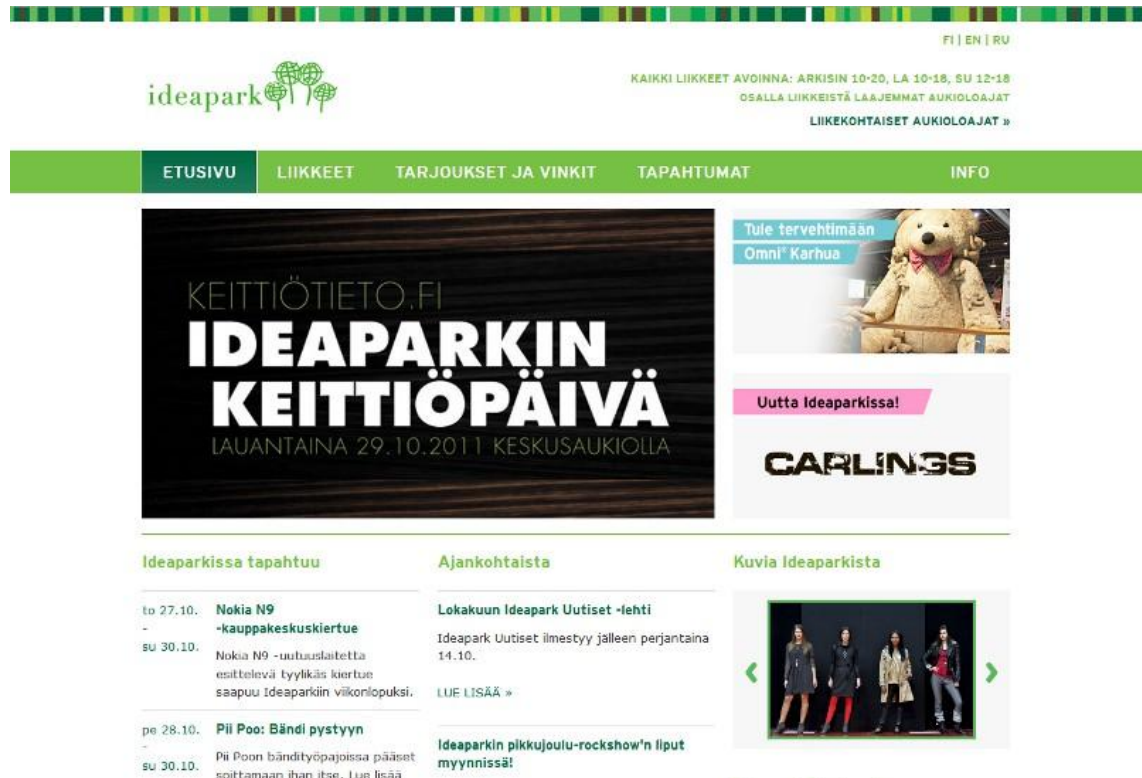 FI | EN | RU
ideapark
KAIKKI LIIKKEET AVOINNA: ARKISIN 10-20, LA 10-18, SU 12-18
OSALLA LIIKKEISTÄ LAAJEMMAT AUKIOLOAJAT
LIIKEKOHTAISET AUKIOLOAJAT »
ETUSIVU LIIKKEET TARJOUKSET JA VINKIT TAPAHTUMAT INFO
KEITTIÖTIETO.FI
IDEAPARKIN
KEITTIÖPÄIVÄ
LAUANTAINA 29.10.2011 KESKUSAUKIOLLA
Tule tervehtimään
Omni® Karhua
Uutta Ideaparkissa!
CARLINGS
Ideaparkissa tapahtuu
to 27.10.
-
su 30.10.
Nokia N9
-kauppakeskuskiertue
Nokia N9 -uutuuslaitetta
esittelevä tyylikäs kiertue
saapuu Ideaparkiin viikonlopuksi.
pe 28.10.
-
su 30.10.
Pii Poo: Bändi pystyyn
Pii Poon bändityöpajoissa pääset
soittamaan ihan itse. Lue lisää
Ajankohtaista
Lokakuun Ideapark Uutiset -lehti
Ideapark Uutiset ilmestyy jälleen perjantaina
14.10.
LUE LISÄÄ »
Ideaparkin pikkujoulu-rockshow'n liput
myynnissä!
Kuvia Ideaparkista